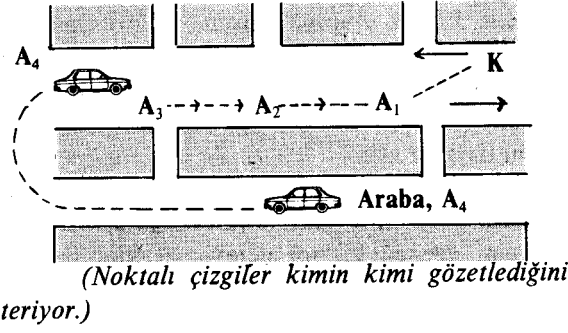 A₄
K
A₃ A₂ A₁
Araba, A₄
(Noktalı çizgiler kimin kimi gözetlediğini
teriyor.)